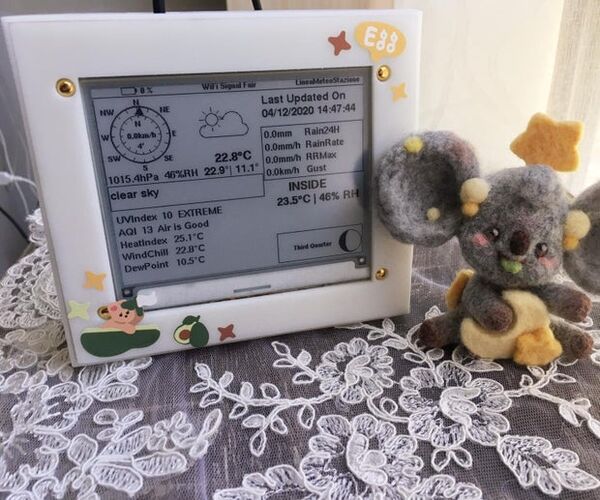 Egg
0 % WiFi Signal Fair LineaMeteoStazione
Last Updated On
04/12/2020 14:47:44
N
NW NE
N
W 0.0km/h E
4°
SW SE
S
22.8°C
1015.4hPa 46%RH 22.9° | 11.1°
0.0mm Rain24H
0.0mm/h RainRate
0.0mm/h RRMax
0.0km/h Gust
clear sky
INSIDE
23.5°C | 46% RH
UVIndex 10 EXTREME
AQI 13 Air is Good
HeatIndex 25.1°C
WindChill 22.8°C
DewPoint 10.5°C
Third Quarter